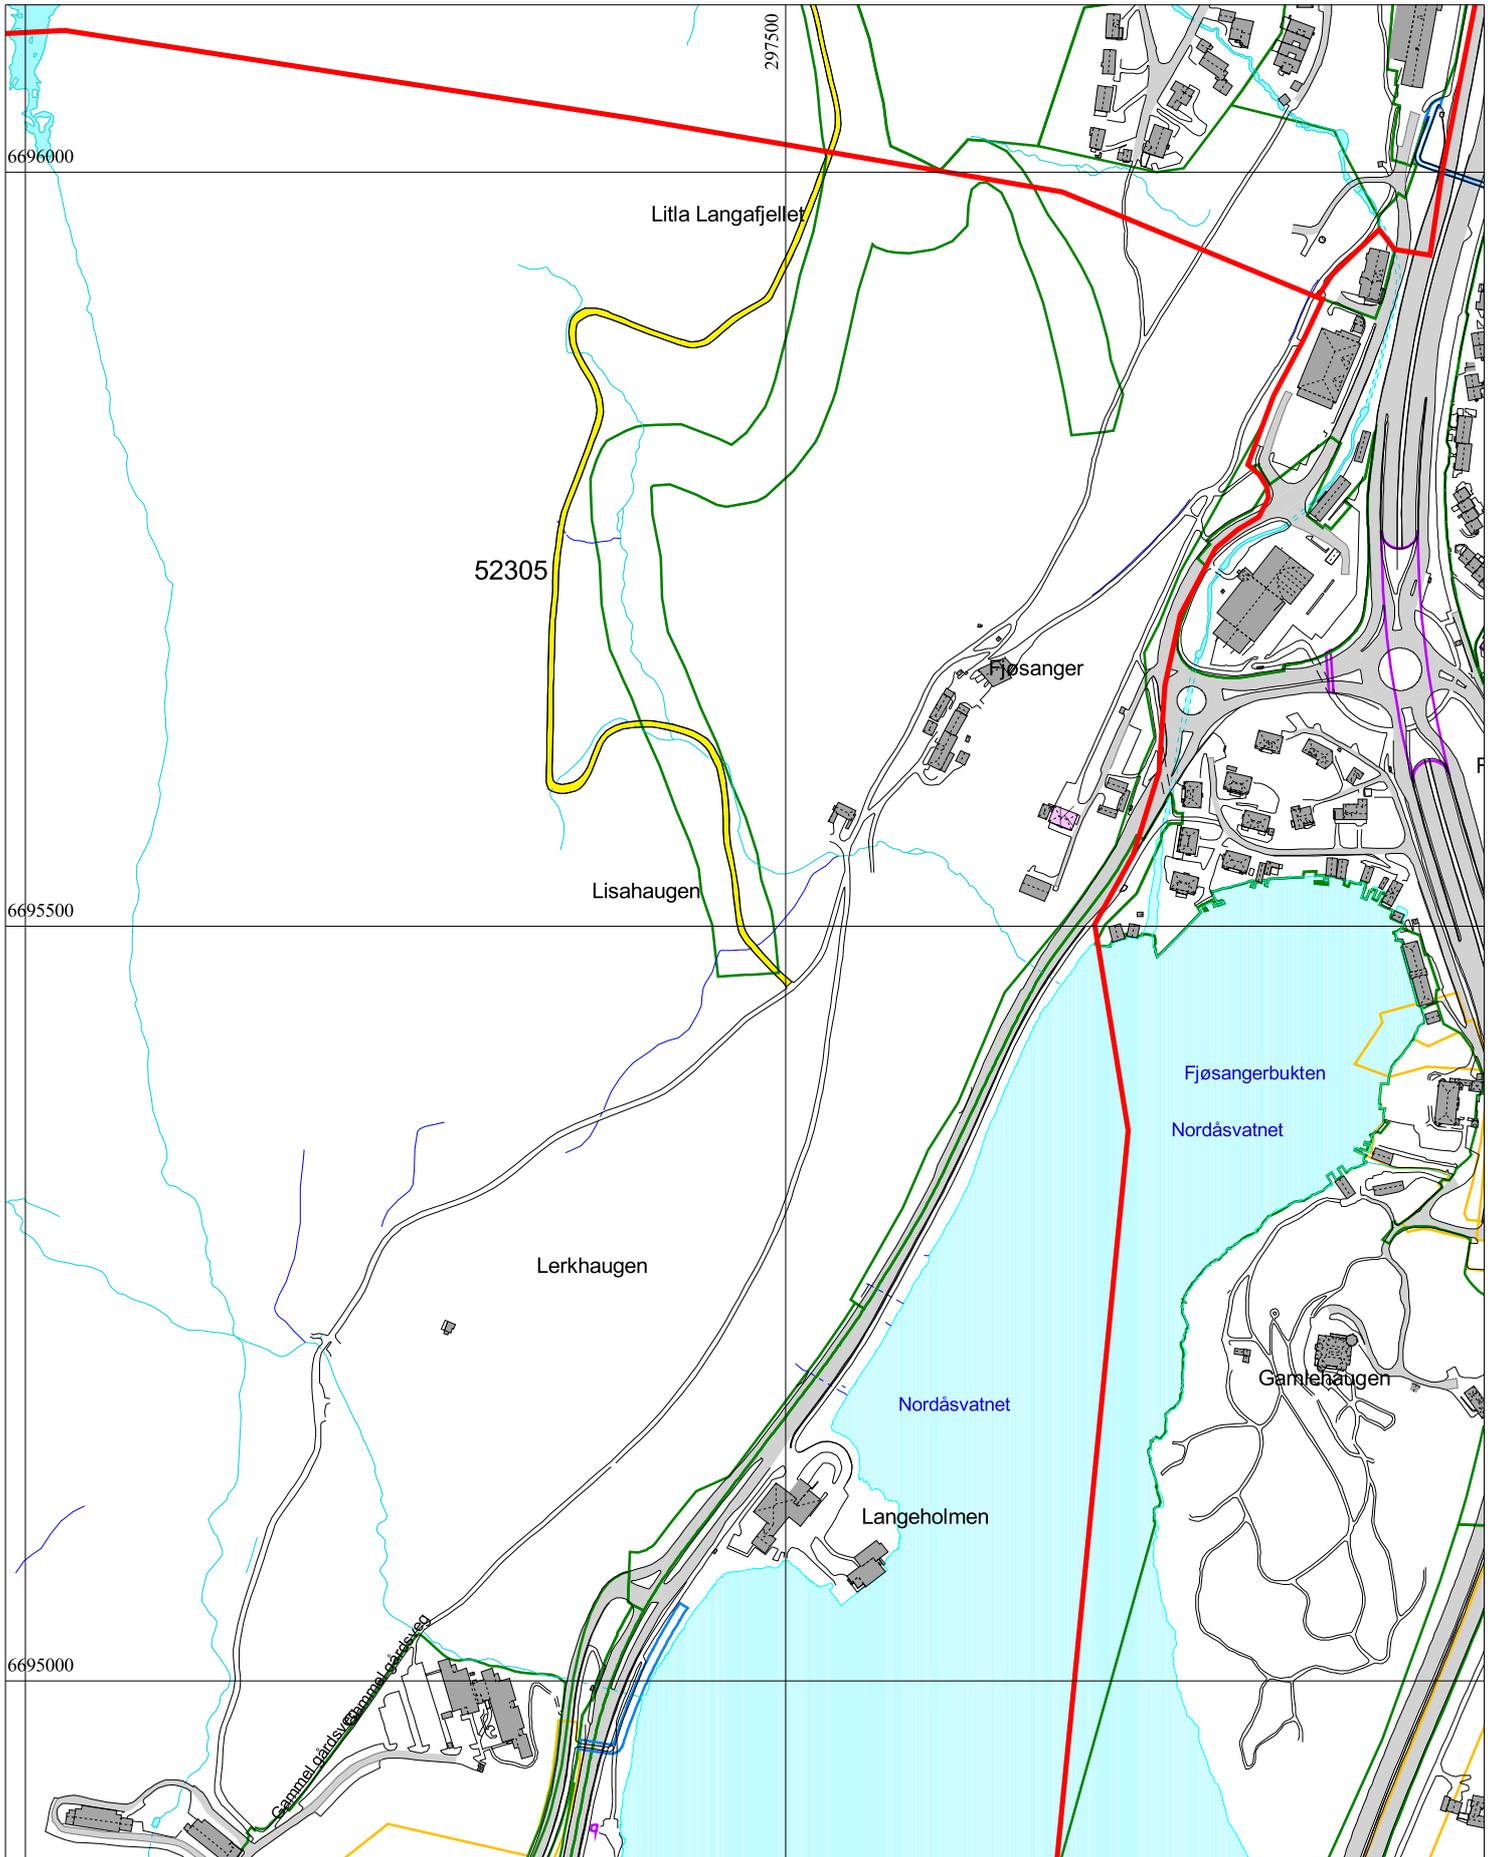 297500
6696000
Litla Langafjellet
52305
Fjøsanger
F
Lisahaugen
6695500
Fjøsangerbukten
Nordåsvatnet
Lerkhaugen
Gamlehaugen
Nordåsvatnet
Langeholmen
6695000
Gammel gårdsveg
Gammel gårdsveg